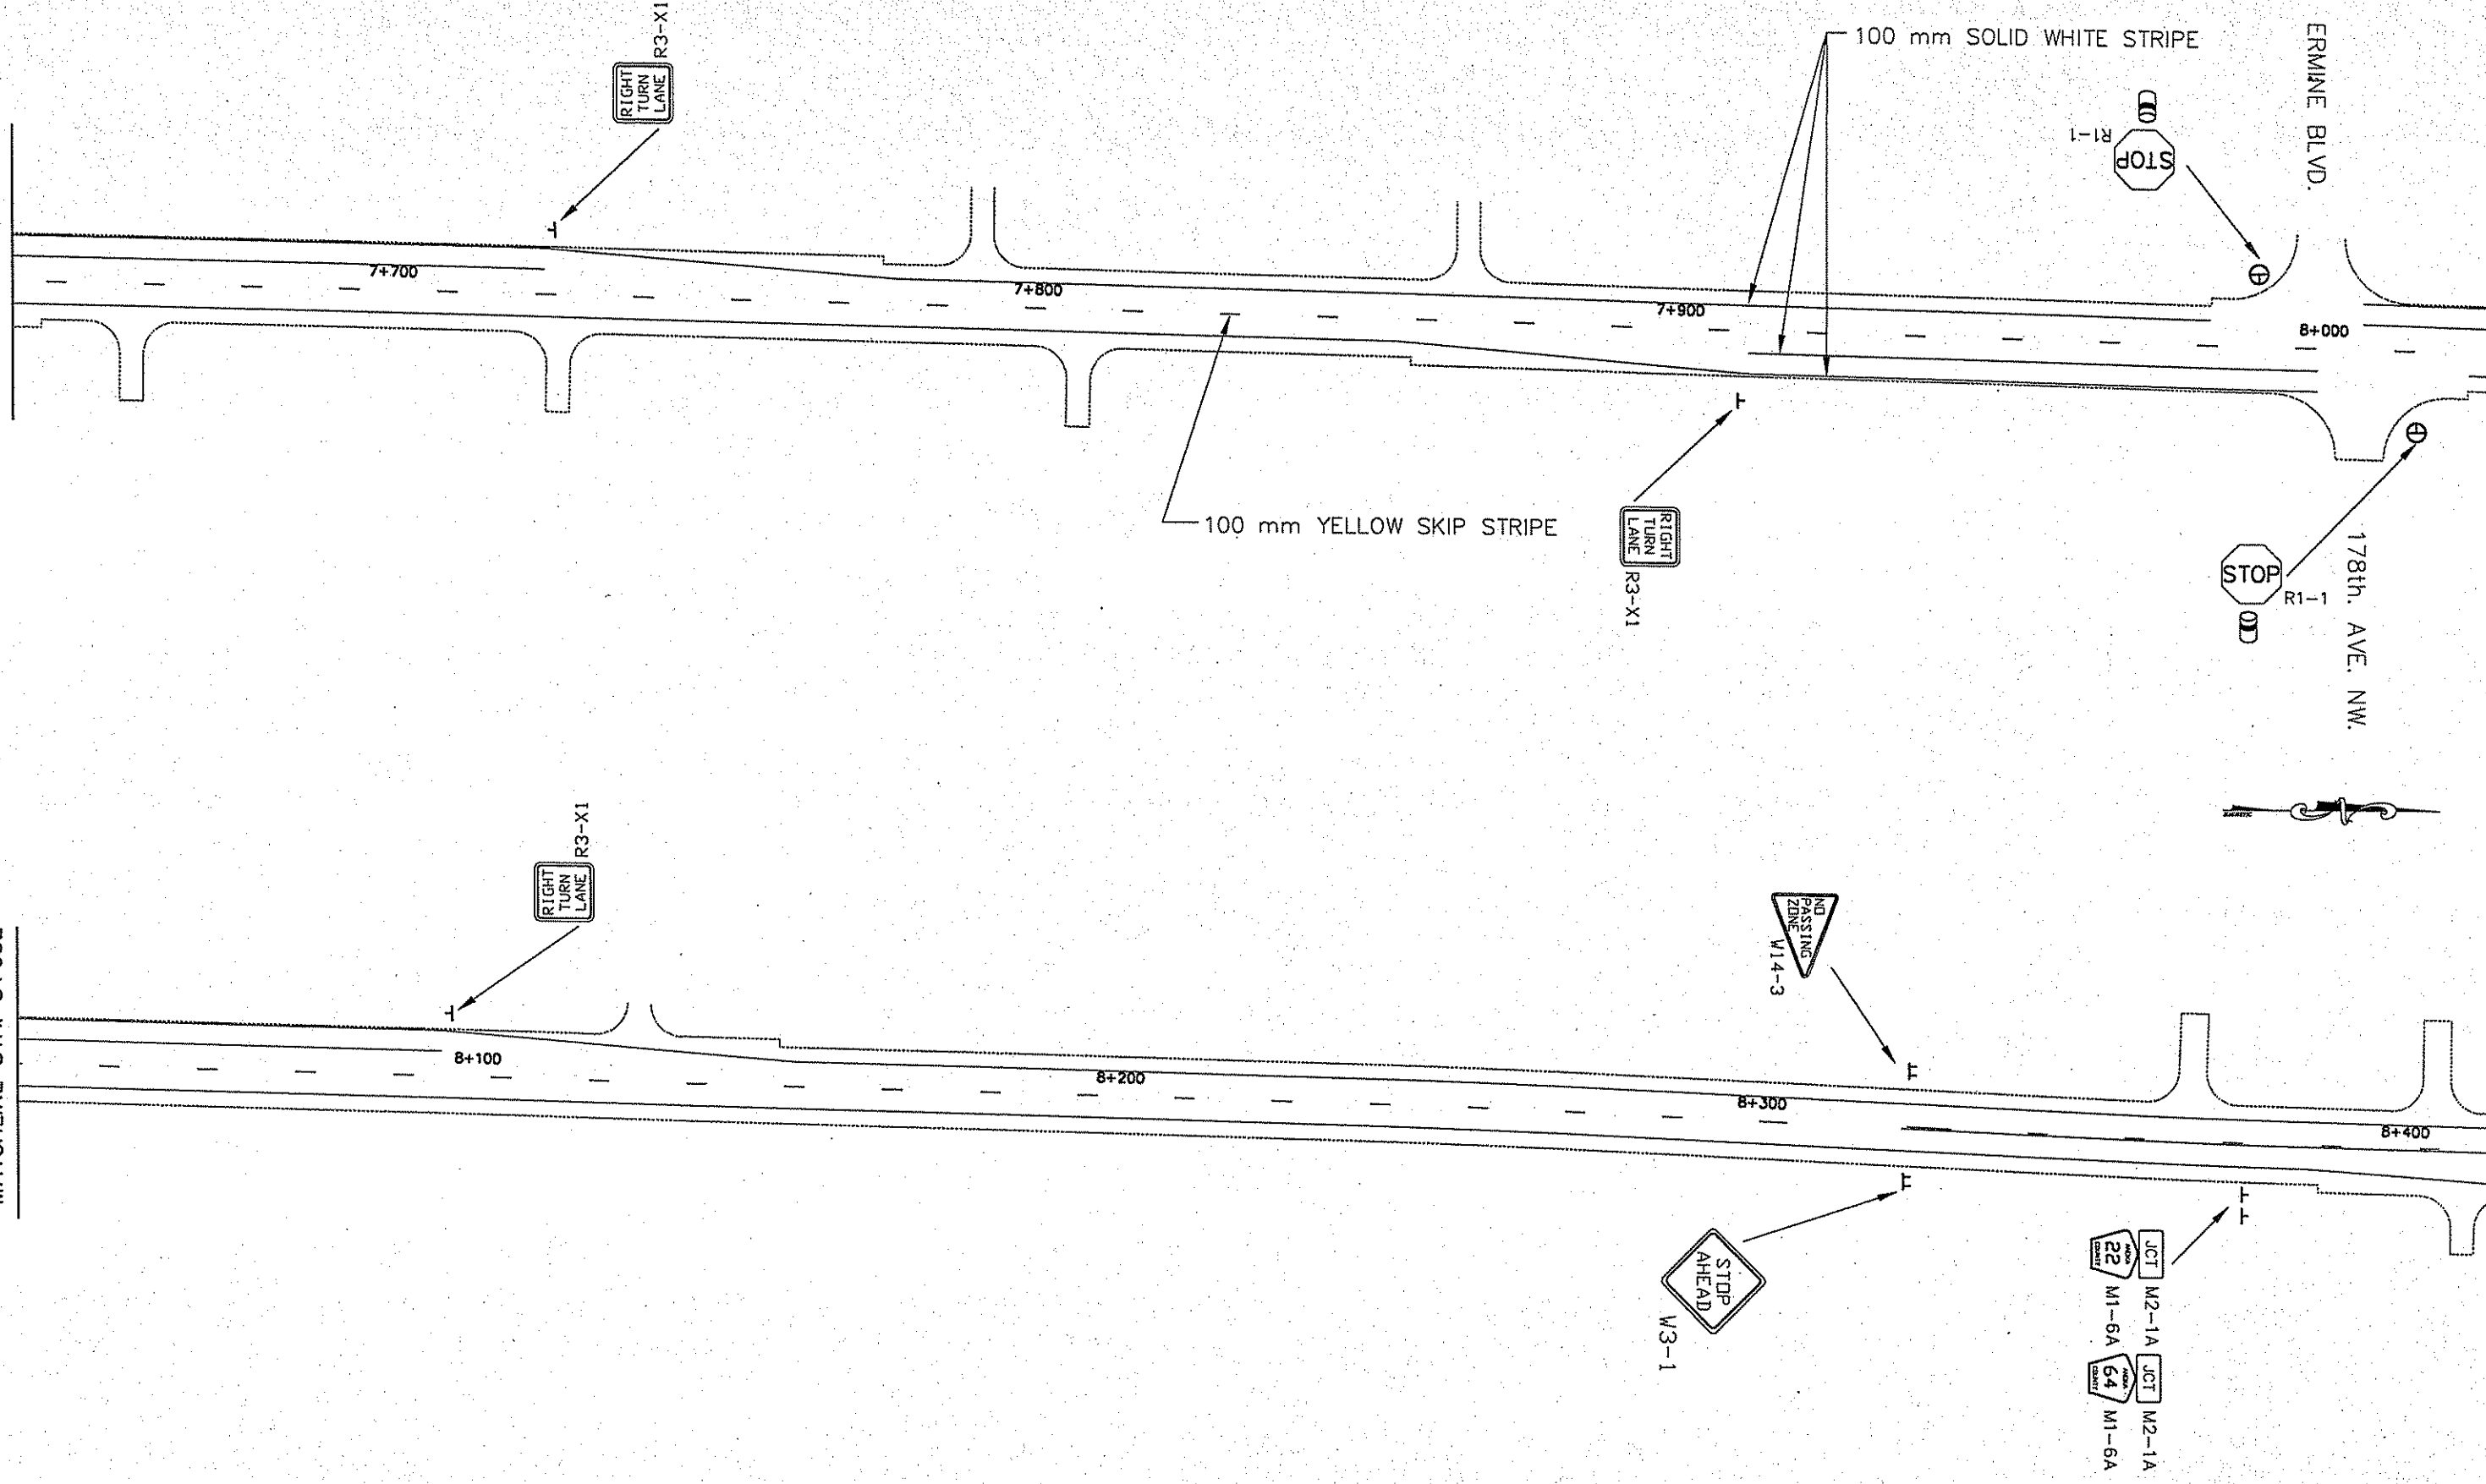 R3-X1
RIGHT
TURN
LANE
100 mm SOLID WHITE STRIPE
ERMINE BLVD.
STOP
R1-1
7+700
7+800
7+900
8+000
100 mm YELLOW SKIP STRIPE
RIGHT
TURN
LANE
R3-X1
STOP
R1-1
178th. AVE. NW.
R3-X1
RIGHT
TURN
LANE
NO
PASSING
ZONE
W14-3
8+100
8+200
8+300
8+400
STOP
AHEAD
W3-1
JCT M2-1A
22
COUNTY
M1-6A
JCT M2-1A
64
COUNTY
M1-6A